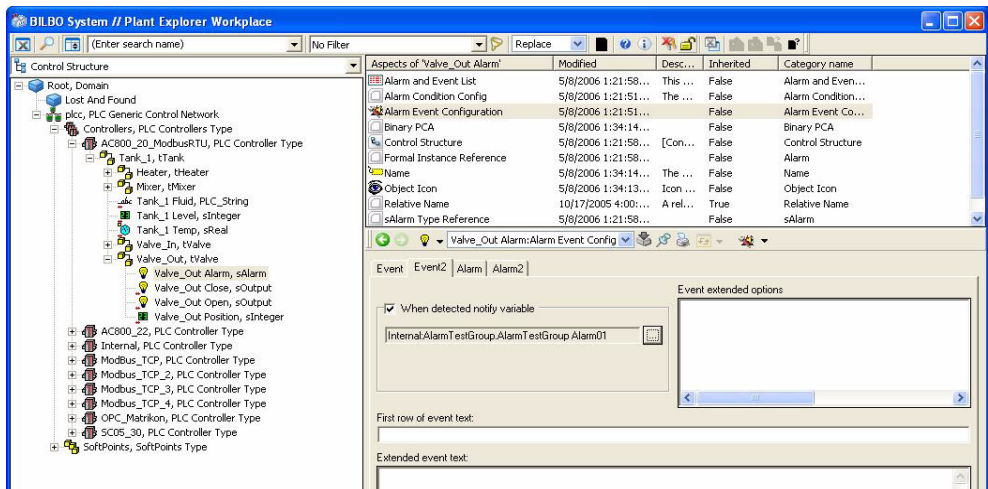 BILBO System // Plant Explorer Workplace
(Enter search name) No Filter Replace
Control Structure
Root, Domain
Lost And Found
plcc, PLC Generic Control Network
Controllers, PLC Controllers Type
AC800_20_ModbusRTU, PLC Controller Type
Tank_1, tTank
Heater, tHeater
Mixer, tMixer
Tank_1 Fluid, PLC_String
Tank_1 Level, sInteger
Tank_1 Temp, sReal
Valve_In, tValve
Valve_Out, tValve
Valve_Out Alarm, sAlarm
Valve_Out Close, sOutput
Valve_Out Open, sOutput
Valve_Out Position, sInteger
AC800_22, PLC Controller Type
Internal, PLC Controller Type
ModBus_TCP, PLC Controller Type
Modbus_TCP_2, PLC Controller Type
Modbus_TCP_3, PLC Controller Type
Modbus_TCP_4, PLC Controller Type
OPC_Matrikon, PLC Controller Type
SC05_30, PLC Controller Type
SoftPoints, SoftPoints Type
Aspects of 'Valve_Out Alarm' Modified Desc... Inherited Category name
Alarm and Event List 5/8/2006 1:21:58... This ... False Alarm and Even...
Alarm Condition Config 5/8/2006 1:21:51... The ... False Alarm Condition...
Alarm Event Configuration 5/8/2006 1:21:51... False Alarm Event Co...
Binary PCA 5/8/2006 1:34:14... False Binary PCA
Control Structure 5/8/2006 1:21:58... [Con... False Control Structure
Formal Instance Reference 5/8/2006 1:21:58... False Alarm
Name 5/8/2006 1:34:14... The ... False Name
Object Icon 5/8/2006 1:34:13... Icon ... False Object Icon
Relative Name 10/17/2005 4:00:... A rel... True Relative Name
sAlarm Type Reference 5/8/2006 1:21:58... False sAlarm
Valve_Out Alarm:Alarm Event Config
Event Event2 Alarm Alarm2
When detected notify variable
Internal:AlarmTestGroup.AlarmTestGroup Alarm01 ...
Event extended options
First row of event text:
Extended event text: